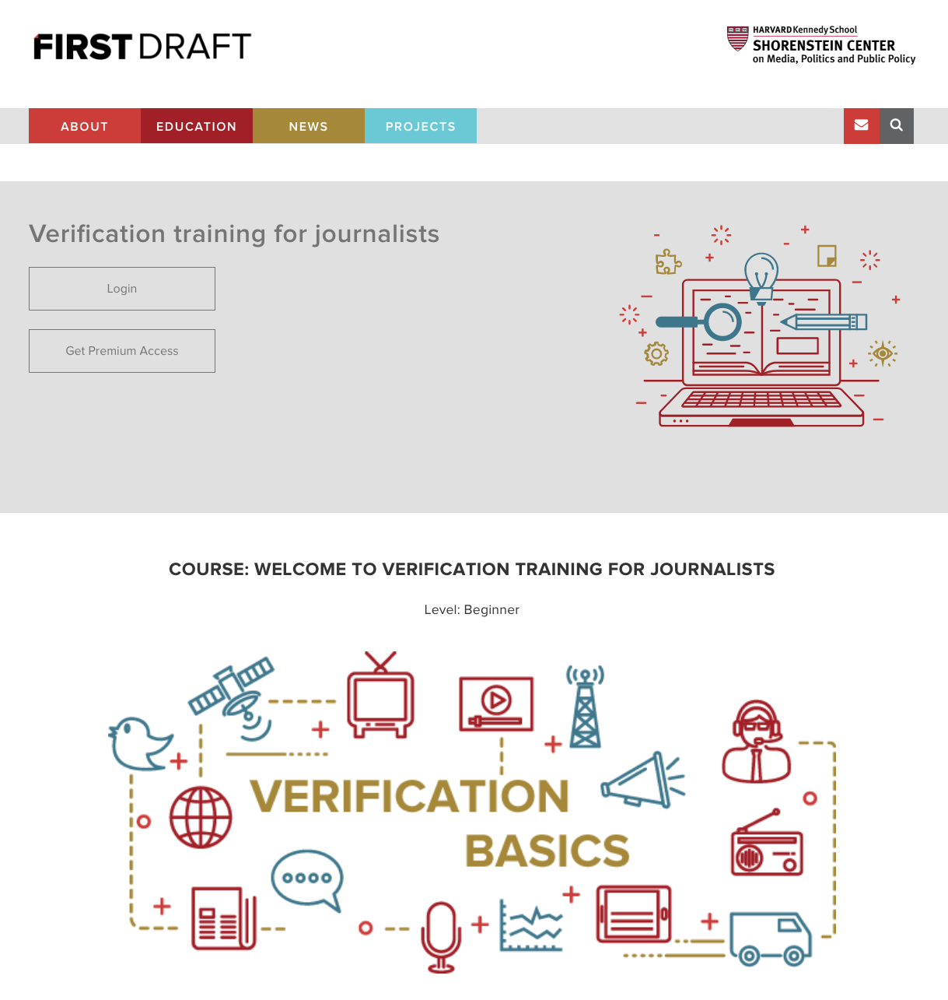 FIRST DRAFT
HARVARD Kennedy School
SHORENSTEIN CENTER
on Media, Politics and Public Policy
ABOUT
EDUCATION
NEWS
PROJECTS
Verification training for journalists
Login
Get Premium Access
COURSE: WELCOME TO VERIFICATION TRAINING FOR JOURNALISTS
Level: Beginner
VERIFICATION
BASICS